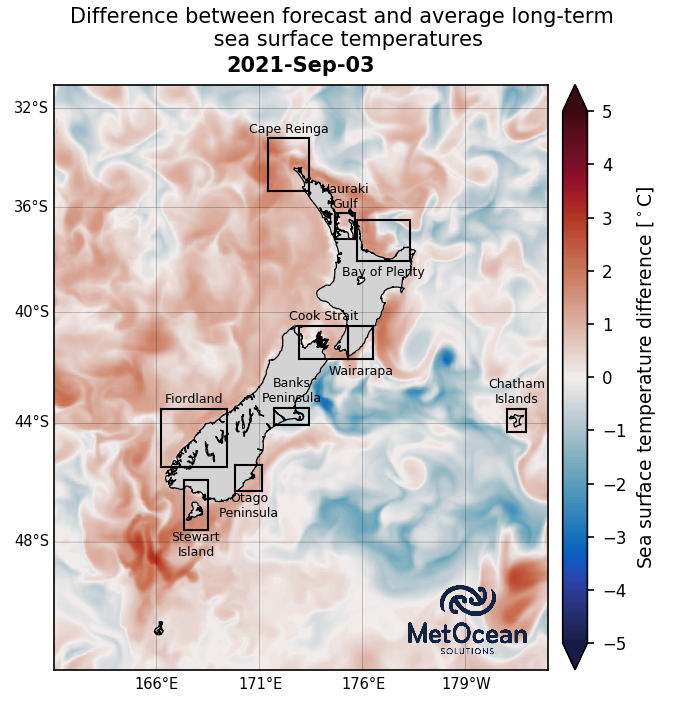 Difference between forecast and average long-term
sea surface temperatures
2021-Sep-03
32°S
36°S
40°S
44°S
48°S
166°E
171°E
176°E
179°W
Cape Reinga
Hauraki
Gulf
Bay of Plenty
Cook Strait
Wairarapa
Banks
Peninsula
Fiordland
Chatham
Islands
Otago
Peninsula
Stewart
Island
MetOcean
SOLUTIONS
5
4
3
2
1
0
−1
−2
−3
−4
−5
Sea surface temperature difference [°C]